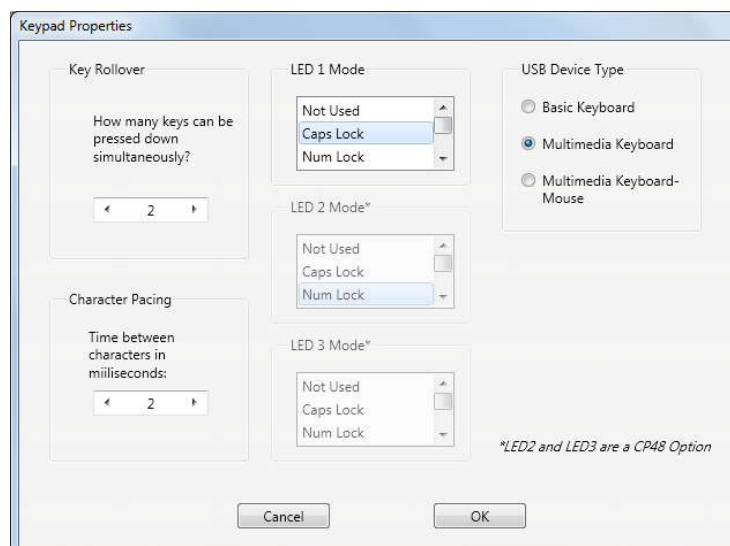 Keypad Properties
Key Rollover
How many keys can be
pressed down
simultaneously?
2
Character Pacing
Time between
characters in
miiliseconds:
2
LED 1 Mode
Not Used
Caps Lock
Num Lock
LED 2 Mode*
Not Used
Caps Lock
Num Lock
LED 3 Mode*
Not Used
Caps Lock
Num Lock
USB Device Type
Basic Keyboard
Multimedia Keyboard
Multimedia Keyboard-
Mouse
*LED2 and LED3 are a CP48 Option
Cancel
OK